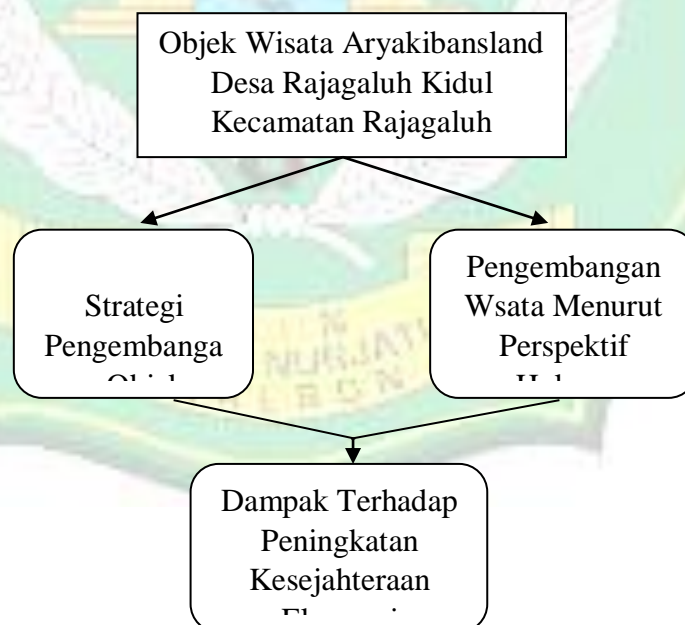 Objek Wisata Aryakibansland
Desa Rajagaluh Kidul
Kecamatan Rajagaluh
Strategi
Pengembanga
Pengembangan
Wsata Menurut
Perspektif
Dampak Terhadap
Peningkatan
Kesejahteraan